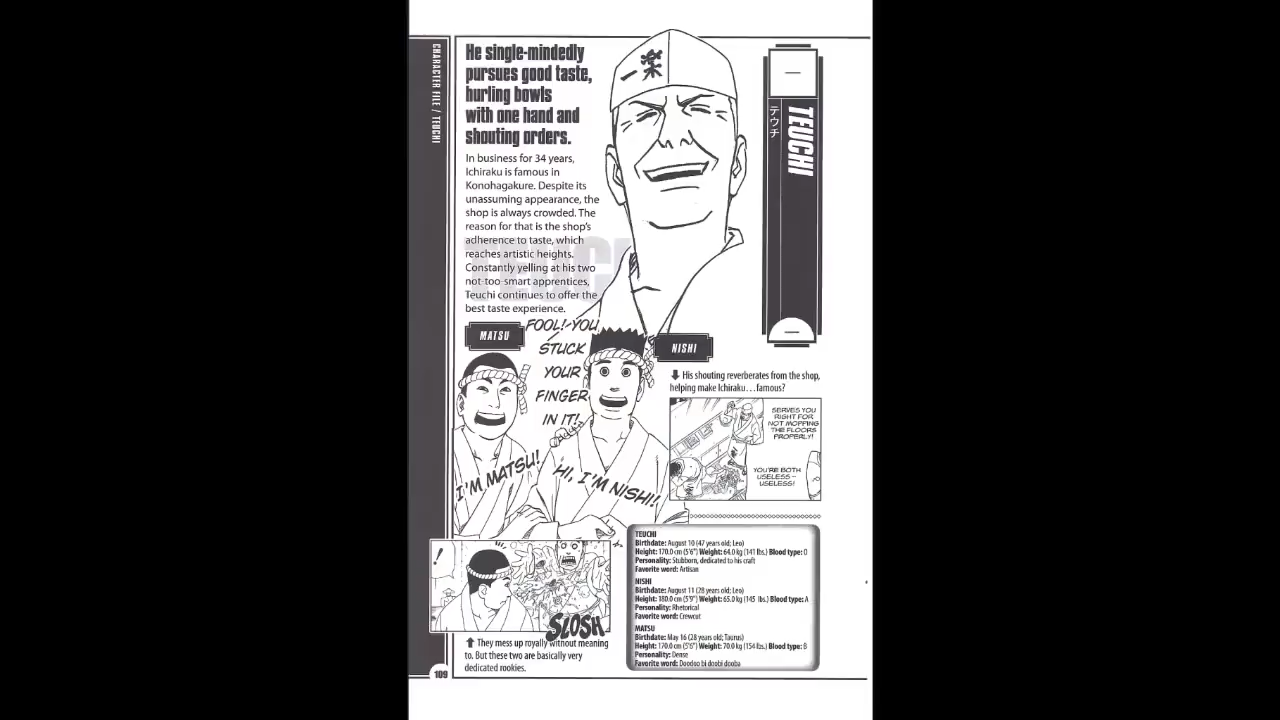 CHARACTER FILE / TEUCHI
He single-mindedly
pursues good taste,
hurling bowls
with one hand and
shouting orders.
In business for 34 years,
Ichiraku is famous in
Konohagakure. Despite its
unassuming appearance, the
shop is always crowded. The
reason for that is the shop's
adherence to taste, which
reaches artistic heights.
Constantly yelling at his two
not-too-smart apprentices,
Teuchi continues to offer the
best taste experience.
TEUCHI
一楽
一
TEUCHI
テウチ
一
MATSU
FOOL! YOU
STUCK
YOUR
FINGER
IN IT!
NISHI
I'M MATSU!
HI, I'M NISHI!
His shouting reverberates from the shop,
helping make Ichiraku...famous?
SERVES YOU
RIGHT FOR
NOT MOPPING
THE FLOORS
PROPERLY!
YOU'RE BOTH
USELESS–
USELESS!
!
SLOSH
They mess up royally without meaning
to. But these two are basically very
dedicated rookies.
TEUCHI
Birthdate: August 10 (47 years old; Leo)
Height: 170.0 cm (5'6") Weight: 64.0 kg (141 lbs.) Blood type: O
Personality: Stubborn, dedicated to his craft
Favorite word: Artisan
NISHI
Birthdate: August 11 (28 years old; Leo)
Height: 180.0 cm (5'9") Weight: 65.0 kg (145 lbs.) Blood type: A
Personality: Rhetorical
Favorite word: Crewcut
MATSU
Birthdate: May 16 (28 years old; Taurus)
Height: 170.0 cm (5'6") Weight: 70.0 kg (154 lbs.) Blood type: B
Personality: Dense
Favorite word: Doodoo bi doobi dooba
109